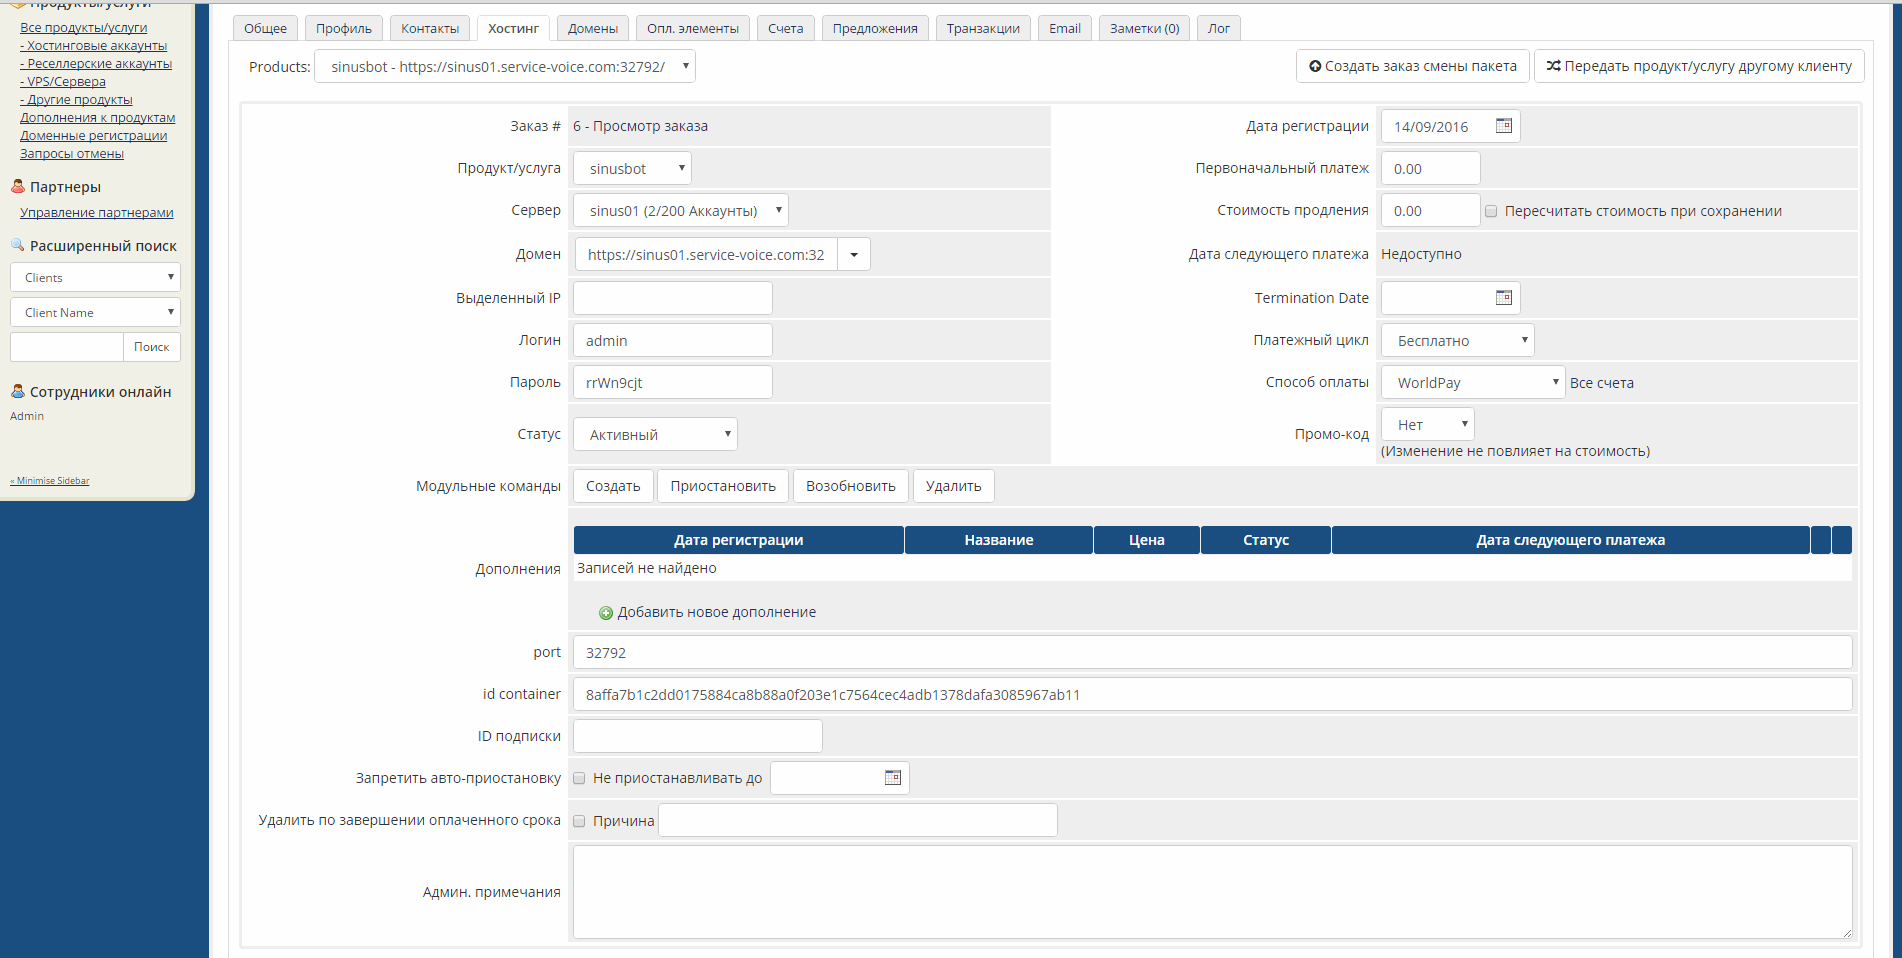 Продукты/услуги
Все продукты/услуги
- Хостинговые аккаунты
- Реселлерские аккаунты
- VPS/Сервера
- Другие продукты
Дополнения к продуктам
Доменные регистрации
Запросы отмены
Партнеры
Управление партнерами
Расширенный поиск
Clients
Client Name
Поиск
Сотрудники онлайн
Admin
« Minimise Sidebar
Общее Профиль Контакты Хостинг Домены Опл. элементы Счета Предложения Транзакции Email Заметки (0) Лог
Products: sinusbot - https://sinus01.service-voice.com:32792/ Создать заказ смены пакета Передать продукт/услугу другому клиенту
Заказ # 6 - Просмотр заказа Дата регистрации 14/09/2016
Продукт/услуга sinusbot Первоначальный платеж 0.00
Сервер sinus01 (2/200 Аккаунты) Стоимость продления 0.00 Пересчитать стоимость при сохранении
Домен https://sinus01.service-voice.com:32 Дата следующего платежа Недоступно
Выделенный IP Termination Date
Логин admin Платежный цикл Бесплатно
Пароль rrWn9cjt Способ оплаты WorldPay Все счета
Статус Активный Промо-код Нет
(Изменение не повлияет на стоимость)
Модульные команды Создать Приостановить Возобновить Удалить
Дата регистрации Название Цена Статус Дата следующего платежа
Дополнения Записей не найдено
Добавить новое дополнение
port 32792
id container 8affa7b1c2dd0175884ca8b88a0f203e1c7564cec4adb1378dafa3085967ab11
ID подписки
Запретить авто-приостановку Не приостанавливать до
Удалить по завершении оплаченного срока Причина
Админ. примечания